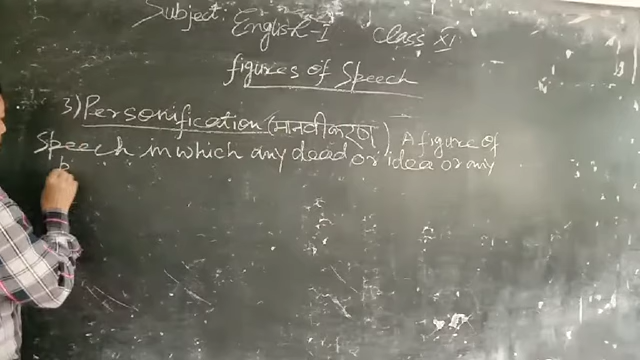 Subject: English-I Class XI
figures of Speech
3) Personification (मानवीकरण) A figure of
Speech in which any dead or idea or any
b